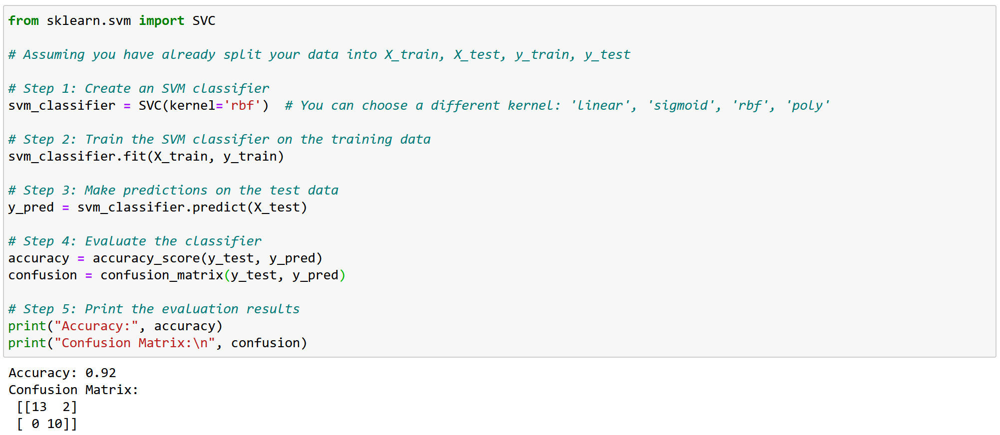 from sklearn.svm import SVC
# Assuming you have already split your data into X_train, X_test, y_train, y_test
# Step 1: Create an SVM classifier
svm_classifier = SVC(kernel='rbf')  # You can choose a different kernel: 'linear', 'sigmoid', 'rbf', 'poly'
# Step 2: Train the SVM classifier on the training data
svm_classifier.fit(X_train, y_train)
# Step 3: Make predictions on the test data
y_pred = svm_classifier.predict(X_test)
# Step 4: Evaluate the classifier
accuracy = accuracy_score(y_test, y_pred)
confusion = confusion_matrix(y_test, y_pred)
# Step 5: Print the evaluation results
print("Accuracy:", accuracy)
print("Confusion Matrix:\n", confusion)
Accuracy: 0.92
Confusion Matrix:
 [[13  2]
 [ 0 10]]